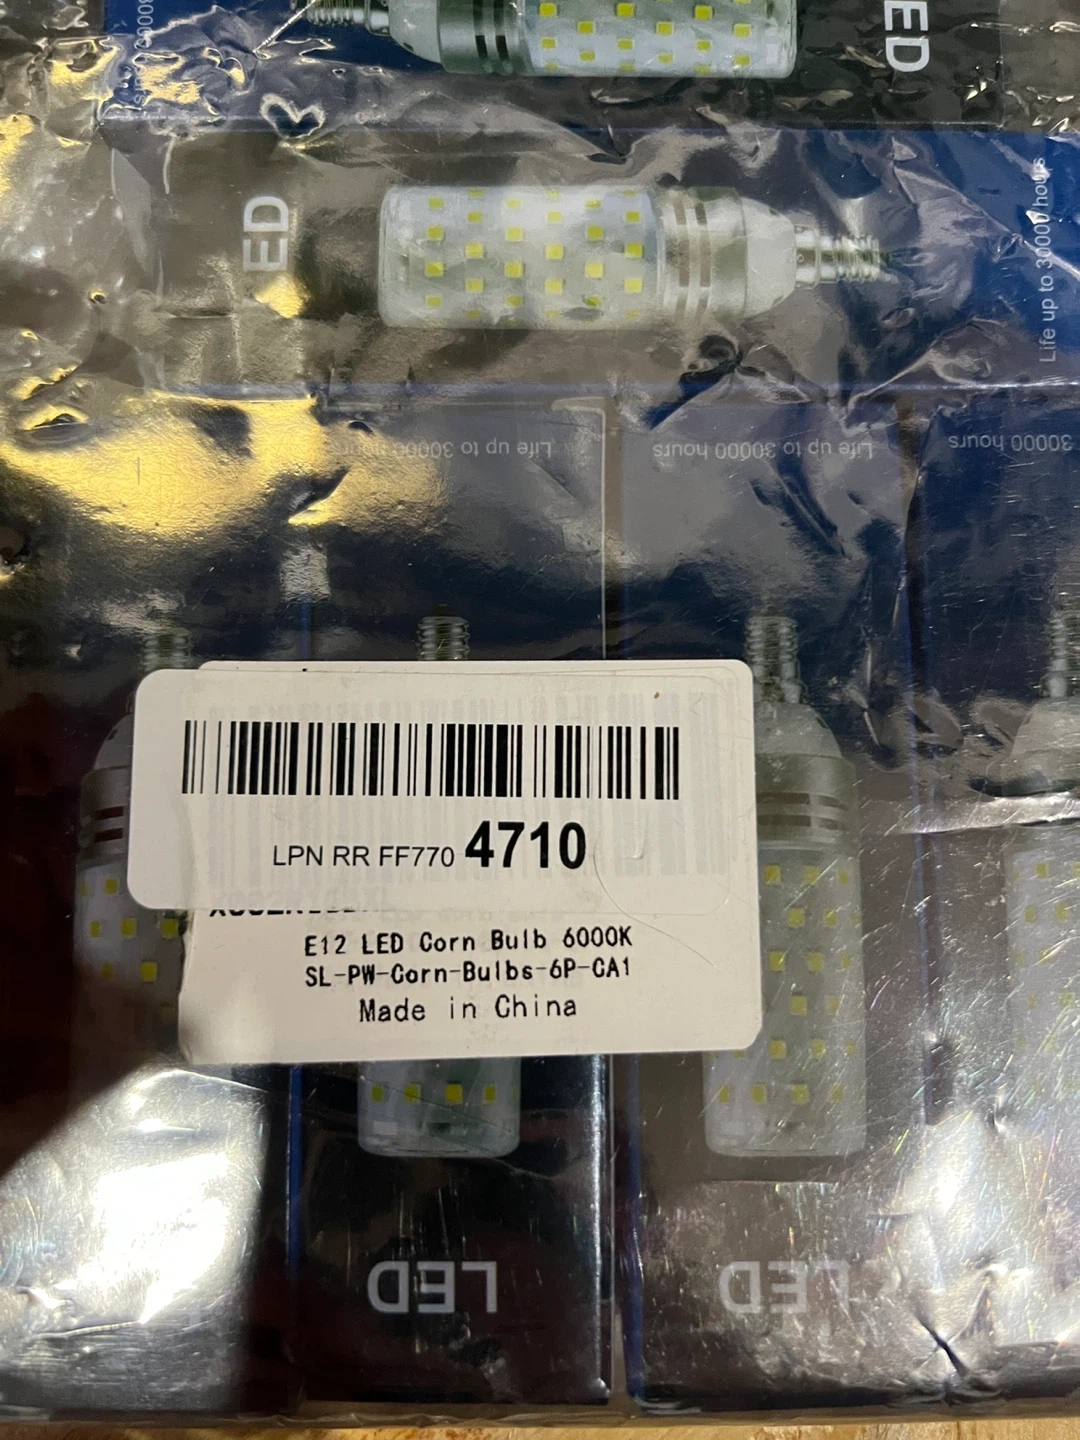 LED
ED
Life up to 30000 hours
Life up to 30000 hours
Life up to 30000 hours
30000 hours
LPN RR FF770 4710
E12 LED Corn Bulb 6000K
SL-PW-Corn-Bulbs-6P-CA1
Made in China
LED
LED